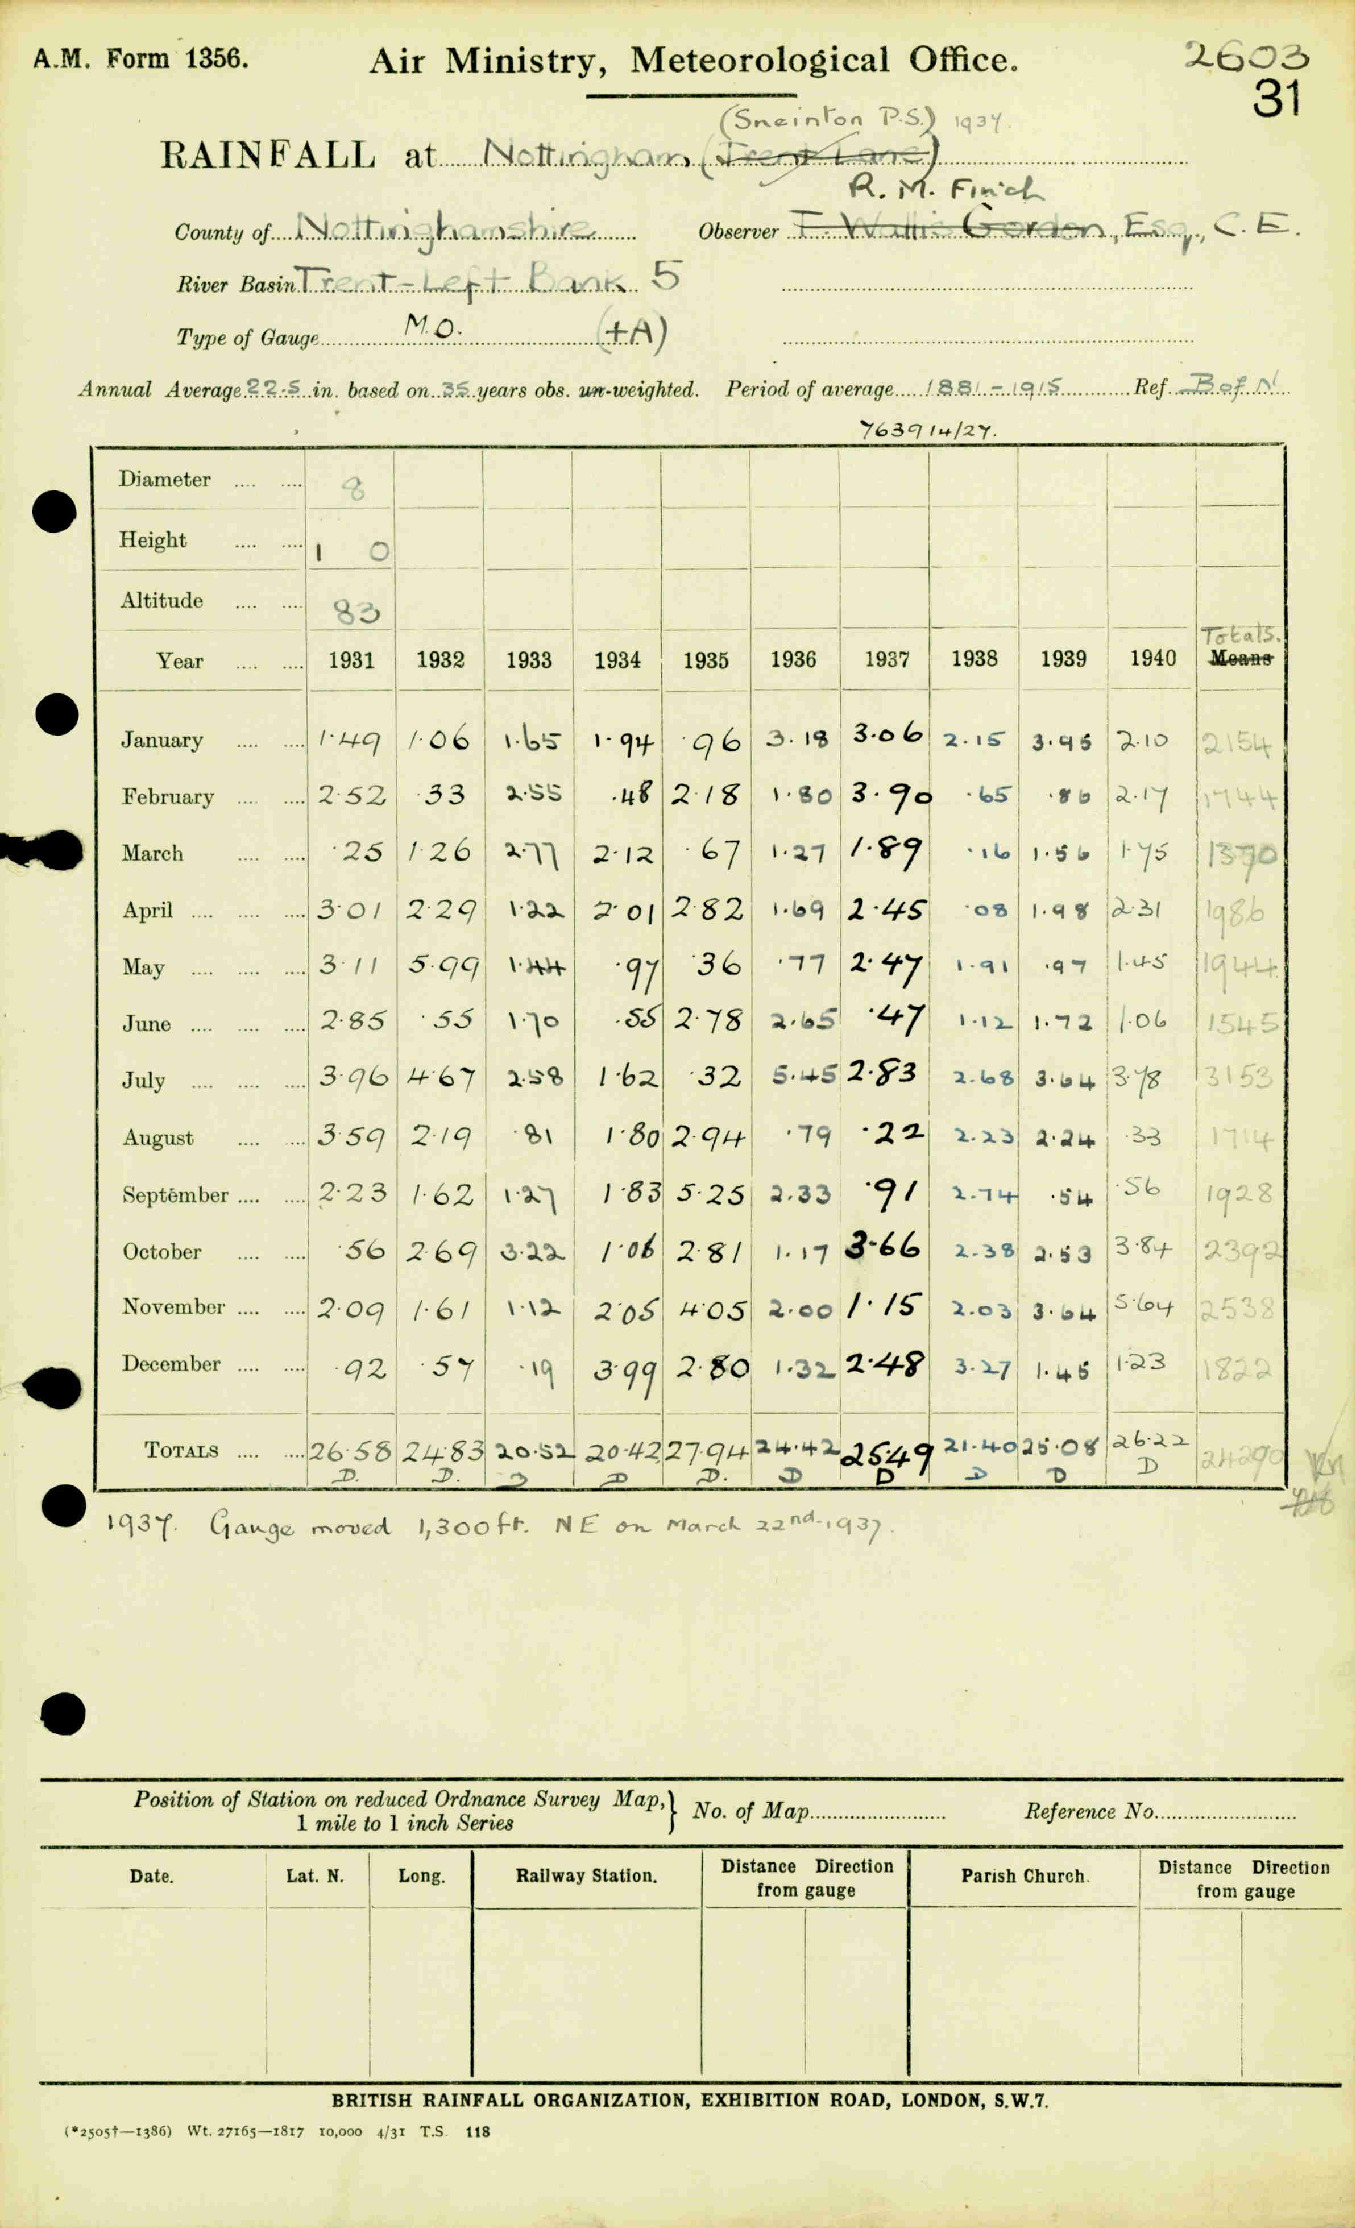 A.M. Form 1356. Air Ministry, Meteorological Office. 2603
31
(Sneinton P.S.) 1937.
RAINFALL at Nottingham (Trent Lane)
R. M. Finch
County of Nottinghamshire Observer F. Wallis Gordon, Esq., C.E.
River Basin Trent-Left Bank 5
Type of Gauge M.O. (+A)
Annual Average 22.5 in. based on 35 years obs. un-weighted. Period of average 1881-1915 Ref. B of N
763914/27.
Diameter 8
Height 1 0
Altitude 83
Totals.
Year 1931 1932 1933 1934 1935 1936 1937 1938 1939 1940 Means
January 1.49 1.06 1.65 1.94 .96 3.18 3.06 2.15 3.95 2.10 2154
February 2.52 .33 2.55 .48 2.18 1.80 3.90 .65 .86 2.17 1744
March .25 1.26 2.77 2.12 .67 1.27 1.89 .16 1.56 1.75 1370
April 3.01 2.29 1.22 2.01 2.82 1.69 2.45 .08 1.98 2.31 1986
May 3.11 5.99 1.44 .97 .36 .77 2.47 1.91 .97 1.45 1944
June 2.85 .55 1.70 .55 2.78 2.65 .47 1.12 1.72 1.06 1545
July 3.96 4.67 2.58 1.62 .32 5.45 2.83 2.68 3.64 3.78 3153
August 3.59 2.19 .81 1.80 2.94 .79 .22 2.23 2.24 .33 1714
September 2.23 1.62 1.27 1.83 5.25 2.33 .91 2.74 .54 .56 1928
October .56 2.69 3.22 1.06 2.81 1.17 3.66 2.38 2.53 3.84 2392
November 2.09 1.61 1.12 2.05 4.05 2.00 1.15 2.03 3.64 5.64 2538
December .92 .57 .19 3.99 2.80 1.32 2.48 3.27 1.45 1.23 1822
TOTALS 26.58 24.83 20.52 20.42 27.94 24.42 25.49 21.40 25.08 26.22 24290
D. D. D D D. D D D D D
1937. Gauge moved 1,300ft. NE on March 22nd. 1937.
Position of Station on reduced Ordnance Survey Map, } No. of Map Reference No.
1 mile to 1 inch Series
Date. Lat. N. Long. Railway Station. Distance Direction from gauge Parish Church. Distance Direction from gauge
BRITISH RAINFALL ORGANIZATION, EXHIBITION ROAD, LONDON, S.W.7.
(*2505†—1386) Wt. 27165—1817 10,000 4/31 T.S. 118